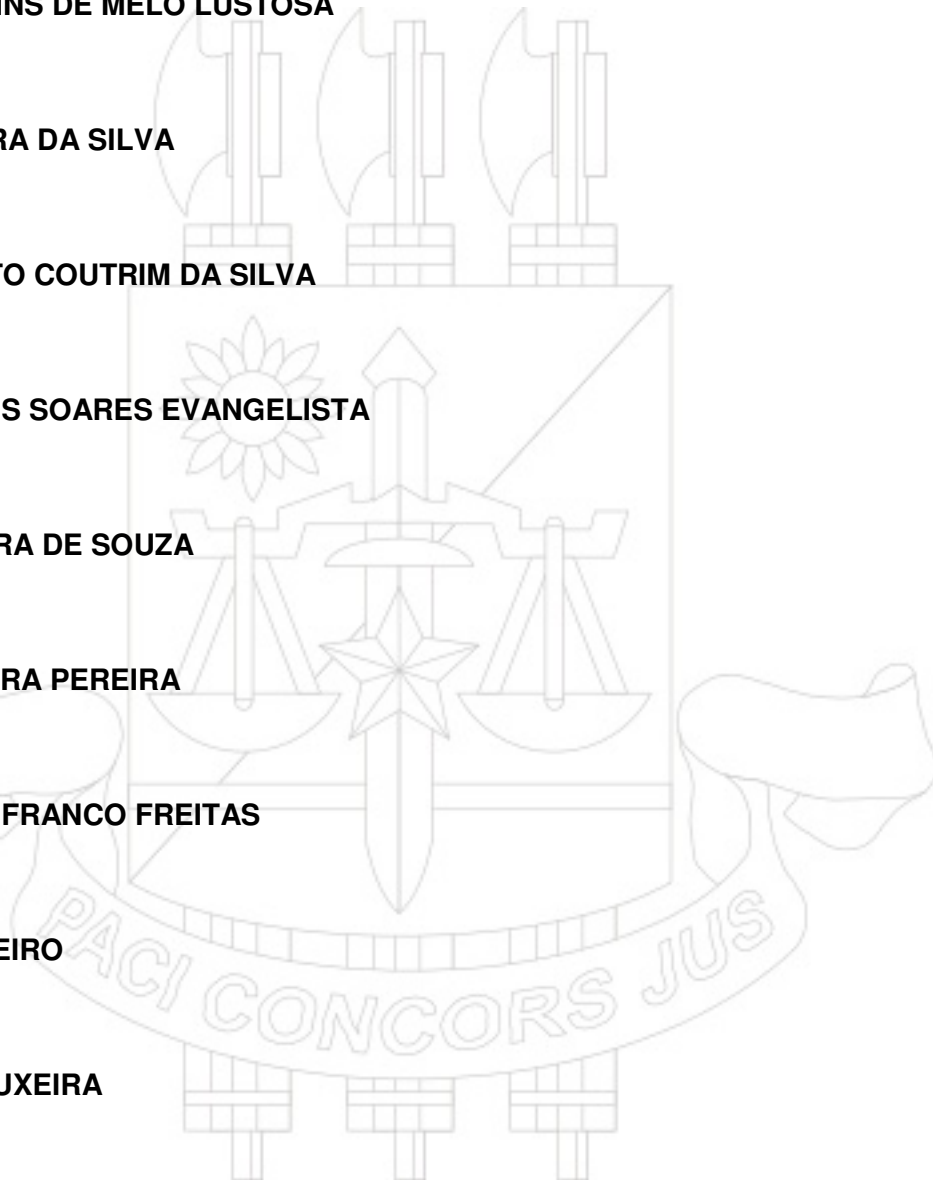 INS DE MELO LUSTOSA
RA DA SILVA
TO COUTRIM DA SILVA
S SOARES EVANGELISTA
RA DE SOUZA
RA PEREIRA
FRANCO FREITAS
EIRO
UXEIRA
PACI CONCORS JUS